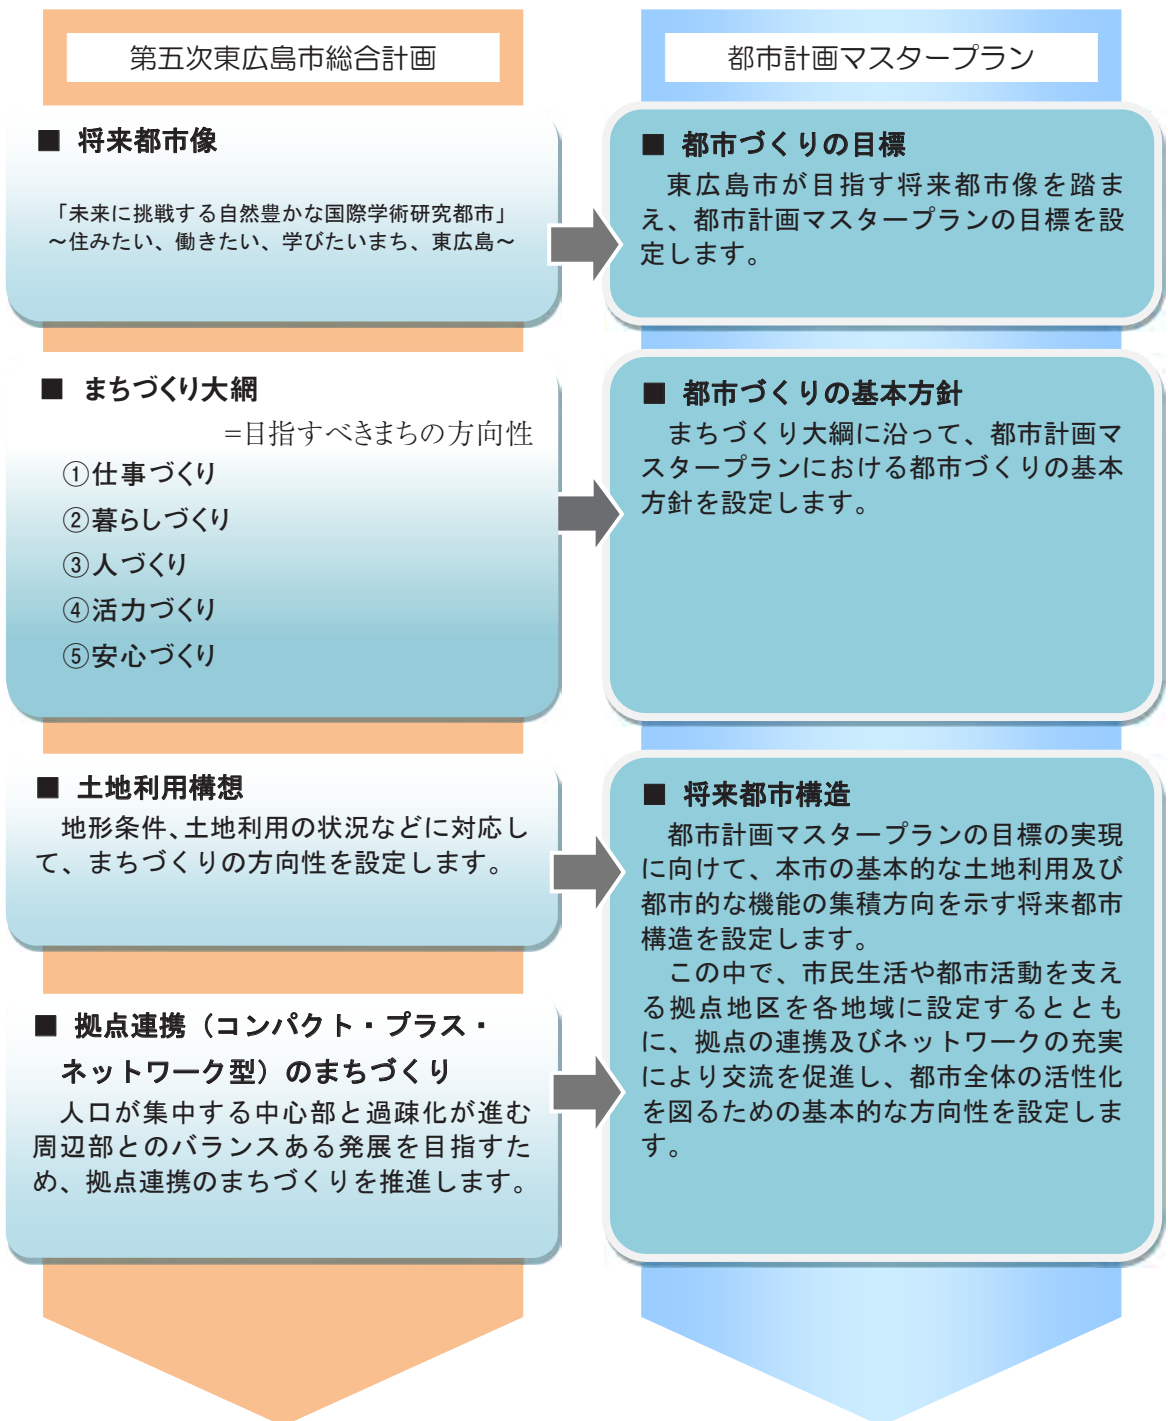 第五次東広島市総合計画
■ 将来都市像
「未来に挑戦する自然豊かな国際学術研究都市」
～住みたい、働きたい、学びたいまち、東広島～
■ まちづくり大綱
=目指すべきまちの方向性
①仕事づくり
②暮らしづくり
③人づくり
④活力づくり
⑤安心づくり
■ 土地利用構想
地形条件、土地利用の状況などに対応し
て、まちづくりの方向性を設定します。
■ 拠点連携（コンパクト・プラス・
ネットワーク型）のまちづくり
人口が集中する中心部と過疎化が進む
周辺部とのバランスある発展を目指すた
め、拠点連携のまちづくりを推進します。
都市計画マスタープラン
■ 都市づくりの目標
東広島市が目指す将来都市像を踏ま
え、都市計画マスタープランの目標を設
定します。
■ 都市づくりの基本方針
まちづくり大綱に沿って、都市計画マ
スタープランにおける都市づくりの基本
方針を設定します。
■ 将来都市構造
都市計画マスタープランの目標の実現
に向けて、本市の基本的な土地利用及び
都市的な機能の集積方向を示す将来都市
構造を設定します。
この中で、市民生活や都市活動を支え
る拠点地区を各地域に設定するととも
に、拠点の連携及びネットワークの充実
により交流を促進し、都市全体の活性化
を図るための基本的な方向性を設定しま
す。